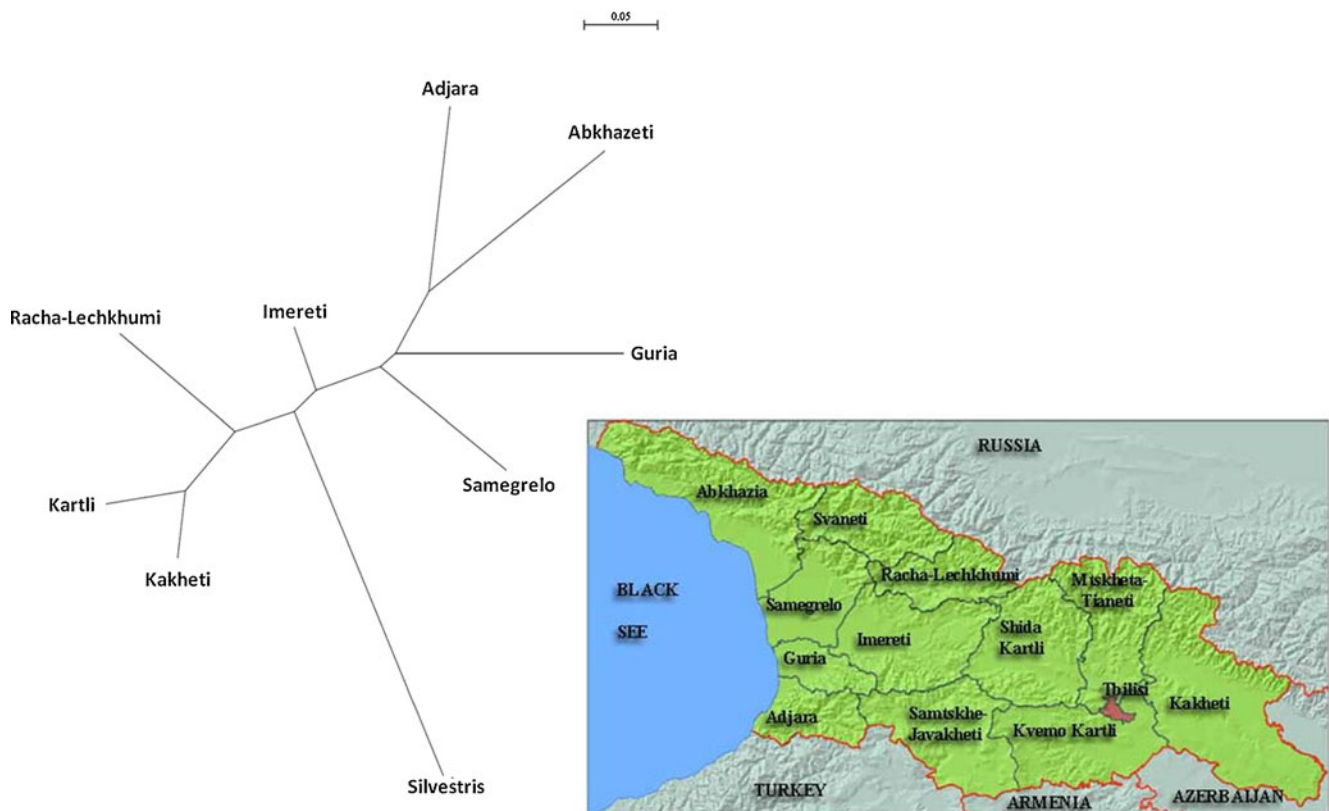 0.05
Adjara
Abkhazeti
Imereti
Racha-Lechkhumi
Guria
Samegrelo
Kartli
Kakheti
Silvestris
RUSSIA
Abkhazia
Svaneti
Racha-Lechkhumi
Mtskheta-
Tianeti
BLACK
SEE
Samegrelo
Imereti
Shida
Kartli
Guria
Tbilisi
Kakheti
Adjara
Samtskhe-
Javakheti
Kvemo Kartli
TURKEY
ARMENIA
AZERBAIJAN